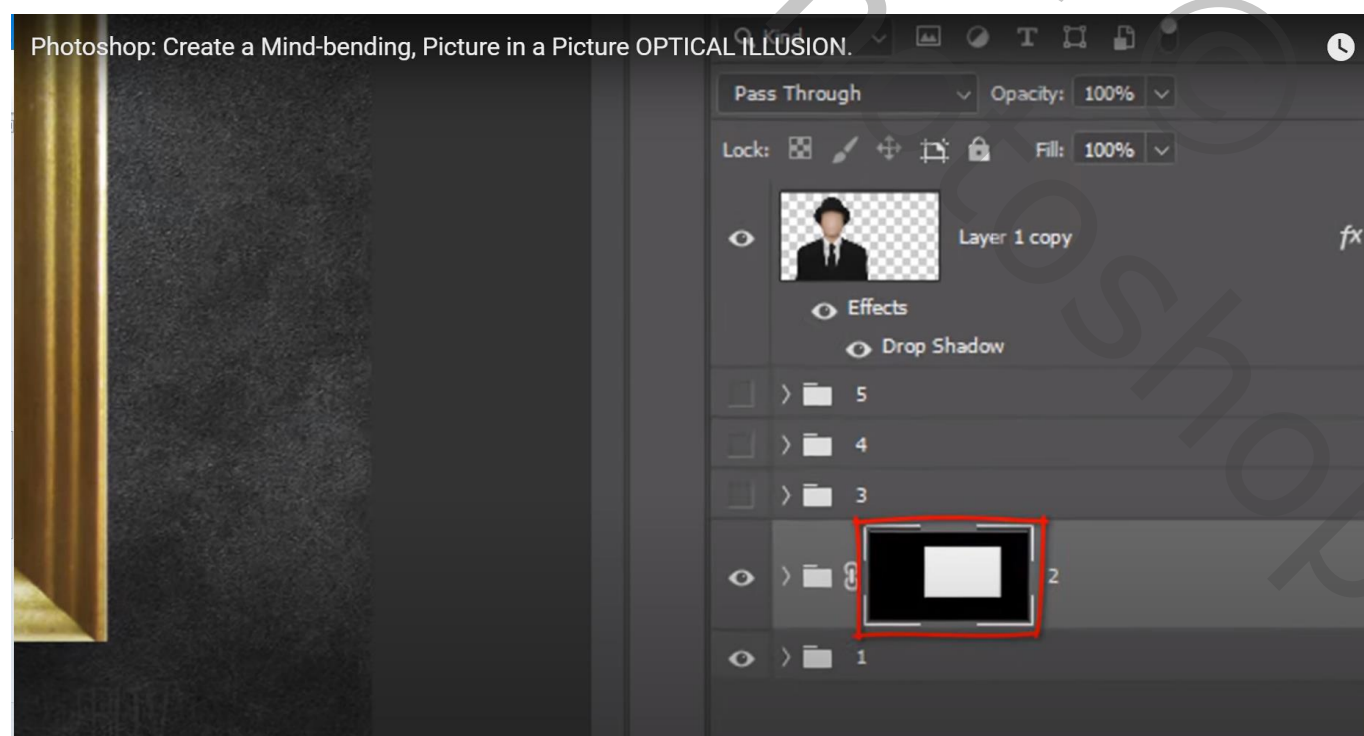 Photoshop: Create a Mind-bending, Picture in a Picture OPTICAL ILLUSION.
Kind
Pass Through Opacity: 100%
Lock: Fill: 100%
Layer 1 copy fx
Effects
Drop Shadow
5
4
3
2
1